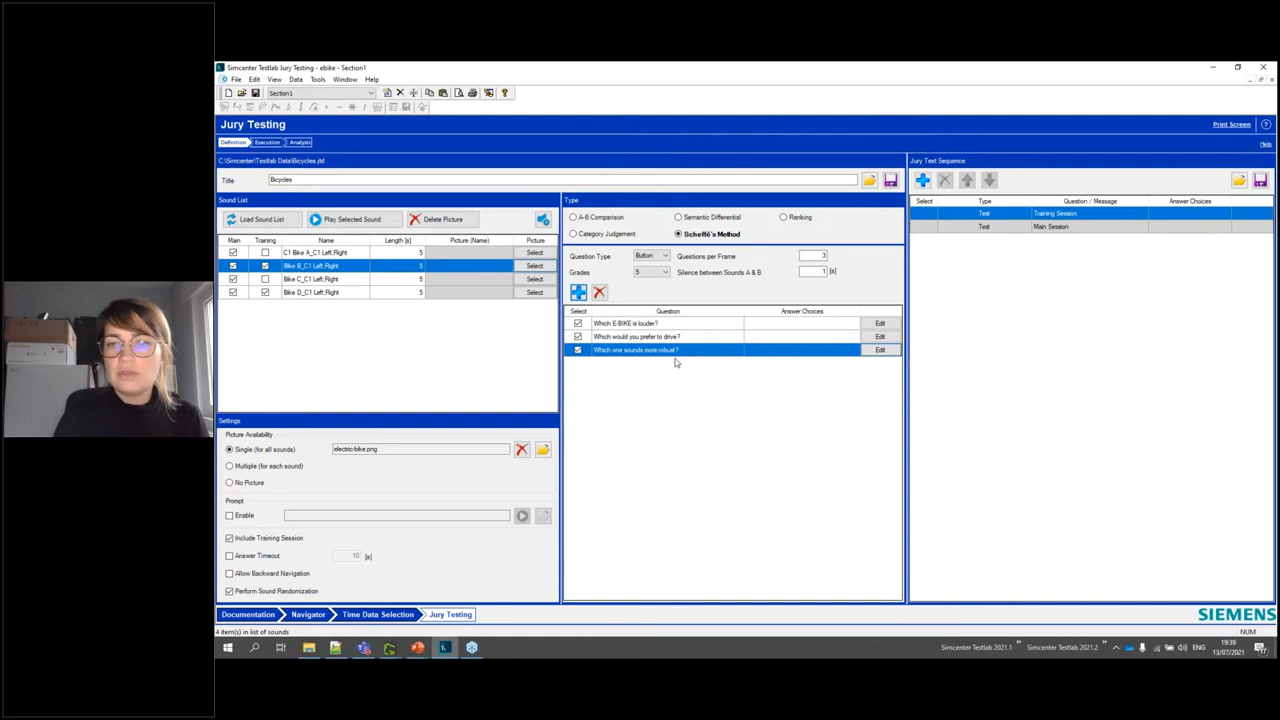 Simcenter Testlab Jury Testing - ebike - Section1
File Edit View Data Tools Window Help
Section1
Jury Testing
Print Screen
Definition Execution Analysis
Help
C:\Simcenter\Testlab Data\Bicycles.jtd
Title Bicycles
Sound List
Load Sound List Play Selected Sound Delete Picture
Main Training Name Length [s] Picture (Name) Picture
C1 Bike A_C1 Left;Right 5 Select
Bike B_C1 Left;Right 5 Select
Bike C_C1 Left;Right 5 Select
Bike D_C1 Left;Right 5 Select
Settings
Picture Availability
Single (for all sounds) electric-bike.png
Multiple (for each sound)
No Picture
Prompt
Enable
Include Training Session
Answer Timeout 10 [s]
Allow Backward Navigation
Perform Sound Randomization
Type
A-B Comparison Semantic Differential Ranking
Category Judgement Scheffé's Method
Question Type Button Questions per Frame 3
Grades 5 Silence between Sounds A & B 1 [s]
Select Question Answer Choices
Which E-BIKE is louder? Edit
Which would you prefer to drive? Edit
Which one sounds more robust? Edit
Jury Test Sequence
Select Type Question / Message Answer Choices
Test Training Session
Test Main Session
Documentation Navigator Time Data Selection Jury Testing
SIEMENS
4 item(s) in list of sounds
NUM
Simcenter Testlab 2021.1 Simcenter Testlab 2021.2 ENG
19:39
13/07/2021